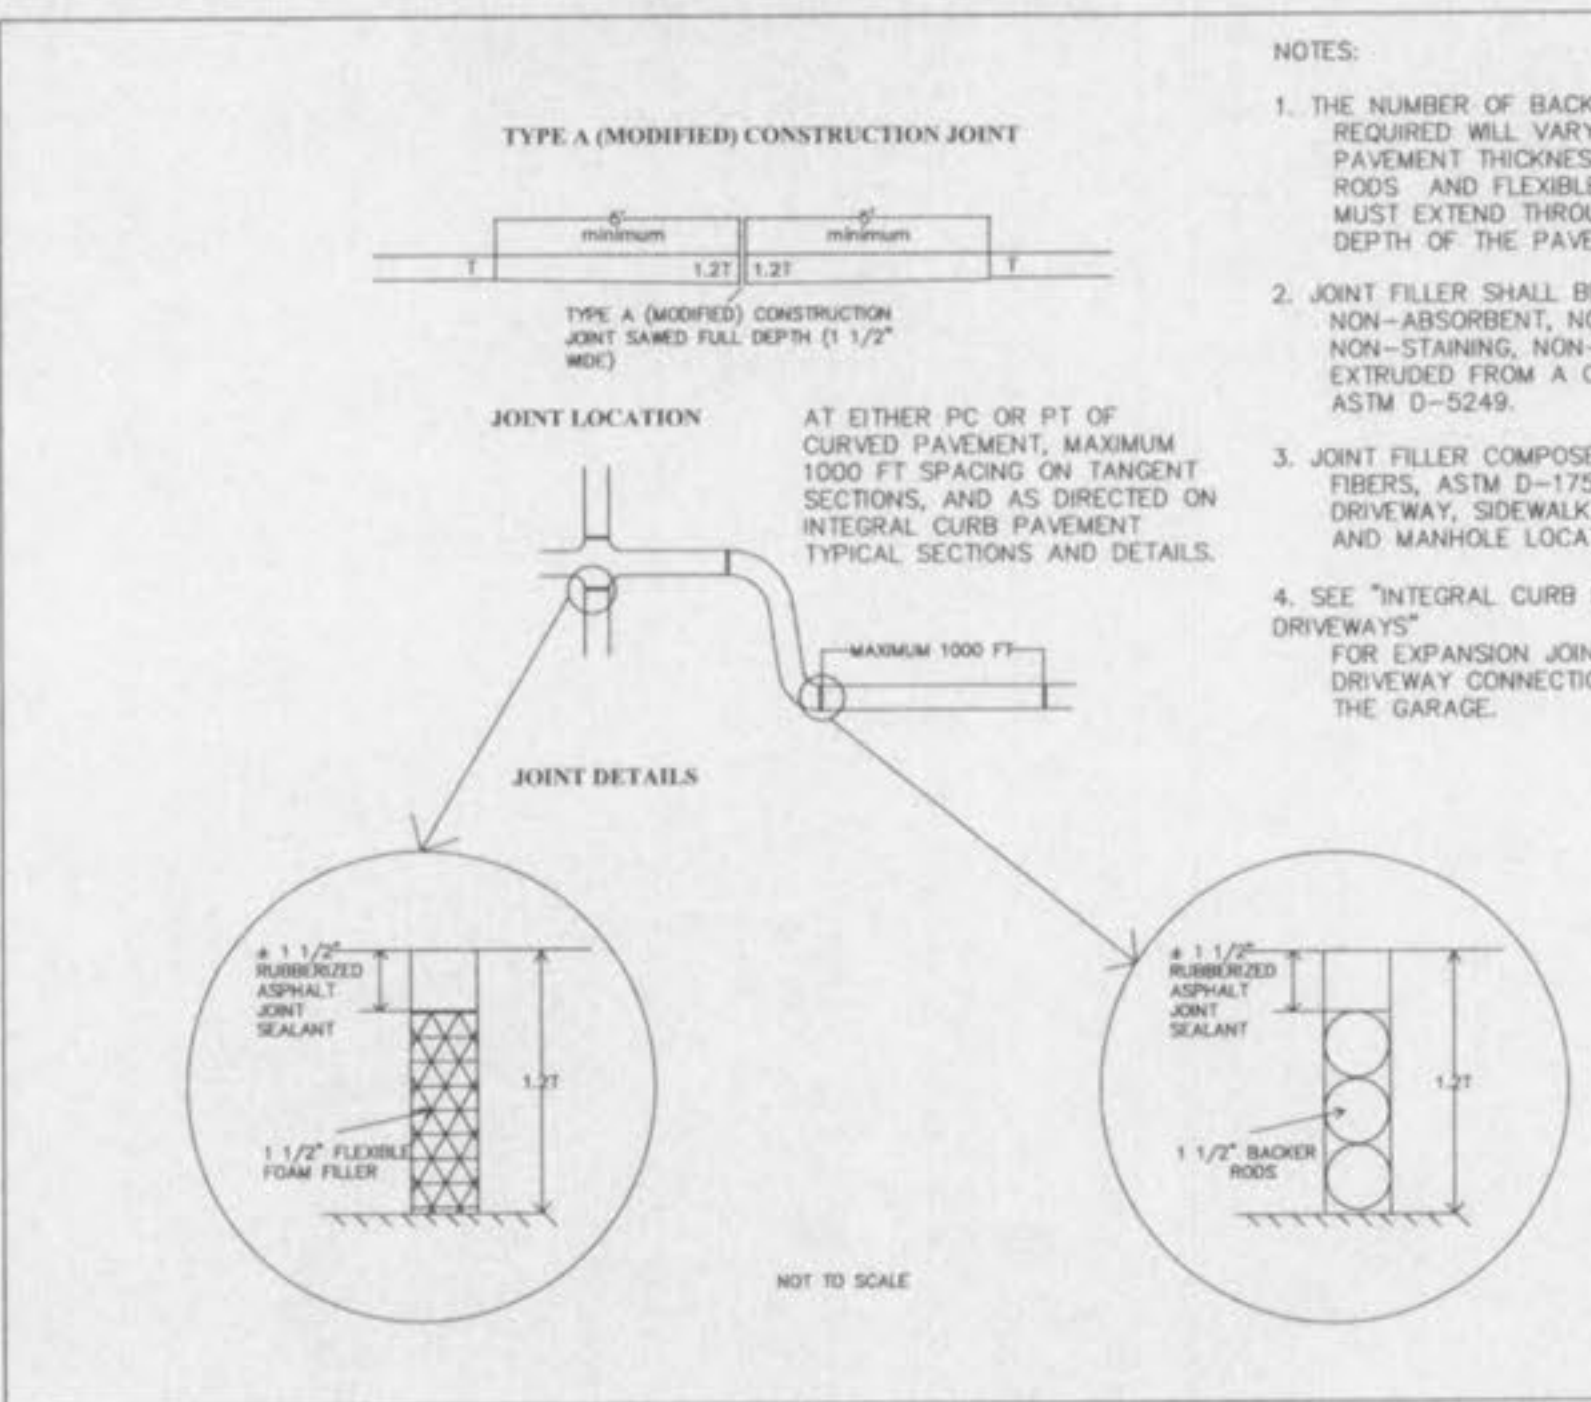 TYPE A (MODIFIED) CONSTRUCTION JOINT
6'
minimum
6'
minimum
T
1.2T
1.2T
T
TYPE A (MODIFIED) CONSTRUCTION
JOINT SAWED FULL DEPTH (1 1/2"
WIDE)
JOINT LOCATION
AT EITHER PC OR PT OF
CURVED PAVEMENT, MAXIMUM
1000 FT SPACING ON TANGENT
SECTIONS, AND AS DIRECTED ON
INTEGRAL CURB PAVEMENT
TYPICAL SECTIONS AND DETAILS.
MAXIMUM 1000 FT
JOINT DETAILS
± 1 1/2"
RUBBERIZED
ASPHALT
JOINT
SEALANT
1.2T
1 1/2" FLEXIBLE
FOAM FILLER
± 1 1/2"
RUBBERIZED
ASPHALT
JOINT
SEALANT
1.2T
1 1/2" BACKER
RODS
NOT TO SCALE
NOTES:
1. THE NUMBER OF BACK
REQUIRED WILL VARY
PAVEMENT THICKNES
RODS AND FLEXIBLE
MUST EXTEND THROU
DEPTH OF THE PAVE
2. JOINT FILLER SHALL B
NON-ABSORBENT, NO
NON-STAINING, NON-
EXTRUDED FROM A C
ASTM D-5249.
3. JOINT FILLER COMPOSE
FIBERS, ASTM D-175
DRIVEWAY, SIDEWALK
AND MANHOLE LOCA
4. SEE "INTEGRAL CURB
DRIVEWAYS"
FOR EXPANSION JOIN
DRIVEWAY CONNECTIO
THE GARAGE.